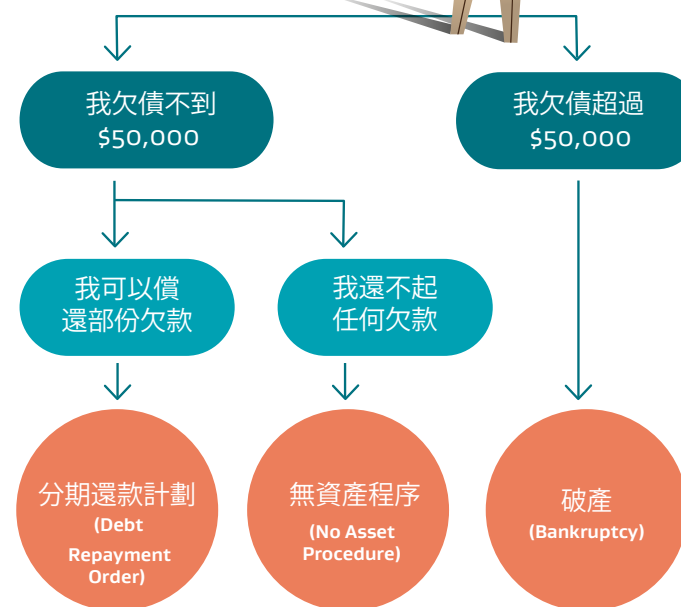 我欠債不到
$50,000
我欠債超過
$50,000
我可以償
還部份欠款
我還不起
任何欠款
分期還款計劃
(Debt
Repayment
Order)
無資產程序
(No Asset
Procedure)
破產
(Bankruptcy)